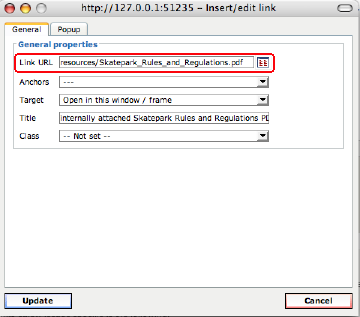 http://127.0.0.1:51235 – Insert/edit link
General Popup
General properties
Link URL resources/Skatepark_Rules_and_Regulations.pdf
Anchors ---
Target Open in this window / frame
Title internally attached Skatepark Rules and Regulations PD
Class -- Not set --
Update Cancel